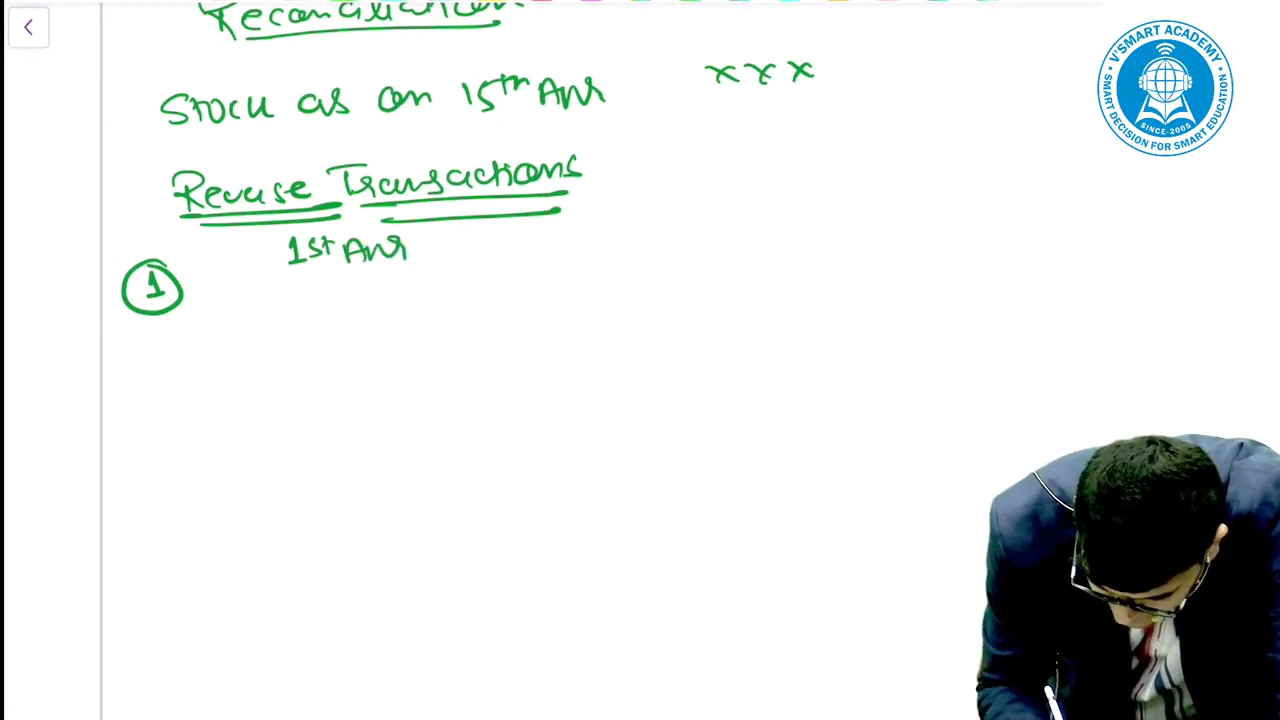 Reconciliation
Stock as on 15th Apr xxx
Reverse Transactions
1st Apr
1
V'SMART ACADEMY
SMART DECISION FOR SMART EDUCATION
SINCE-2005